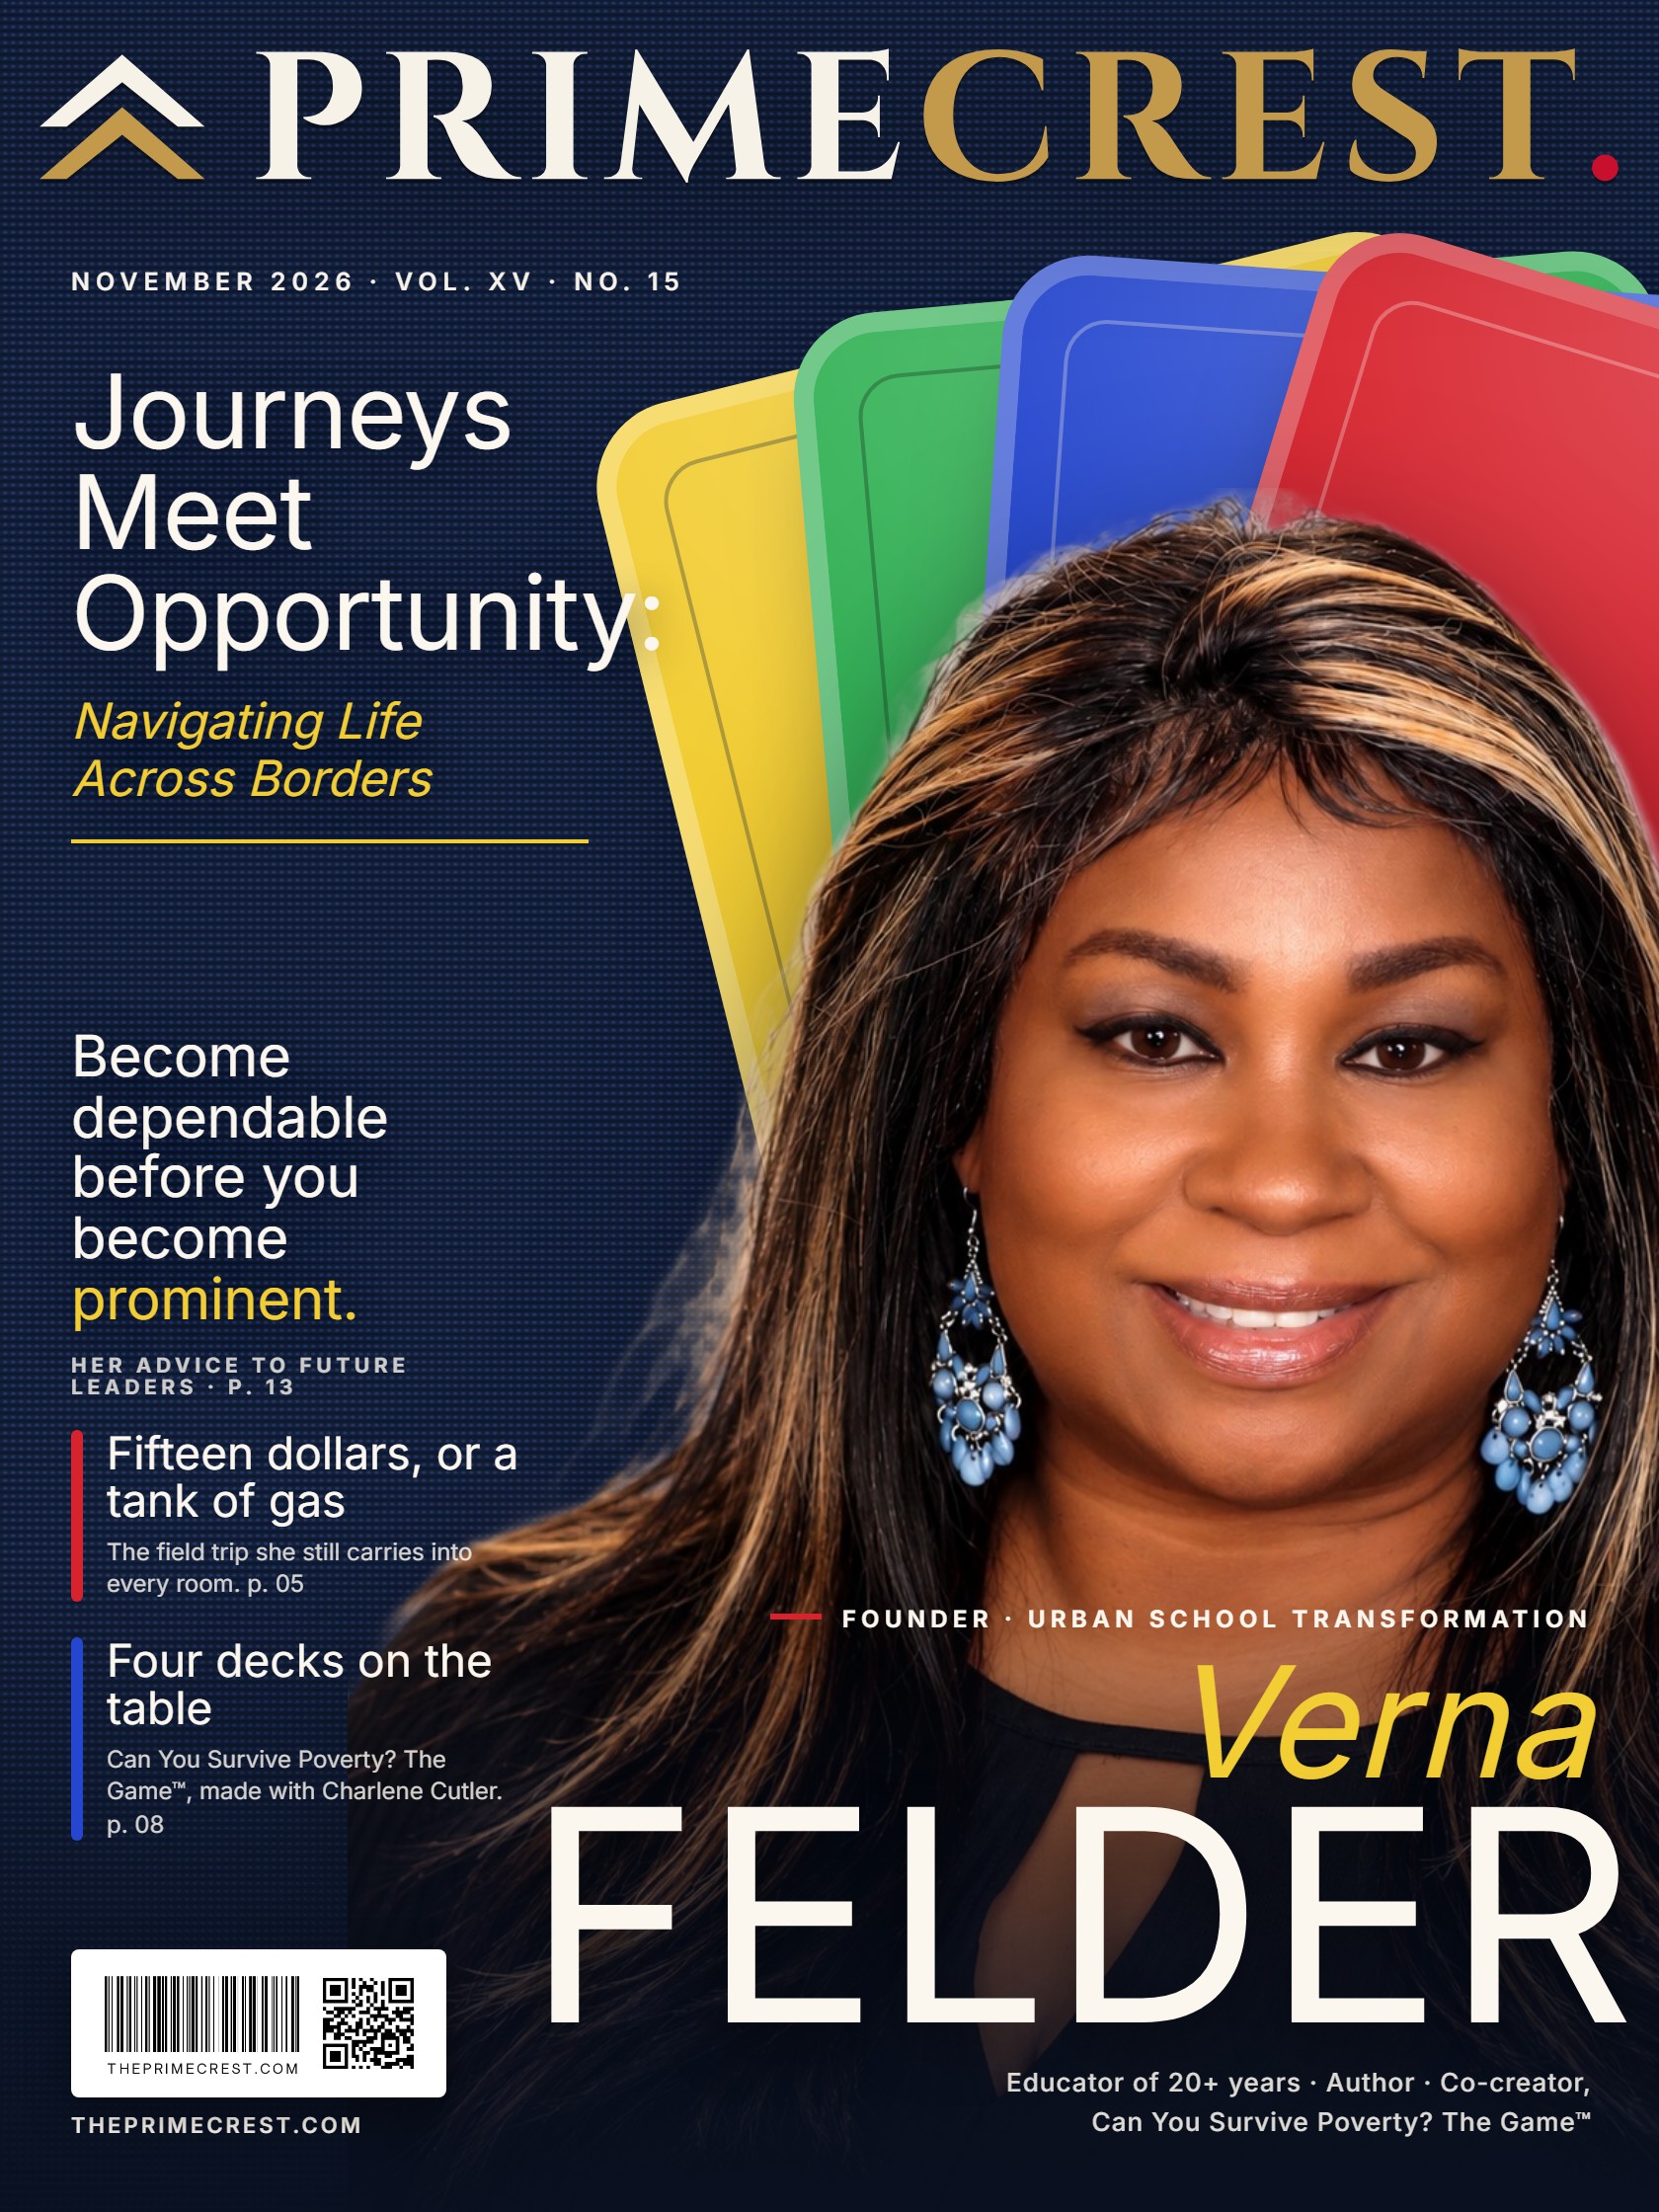 PRIMECREST.
NOVEMBER 2026 · VOL. XV · NO. 15
Journeys
Meet
Opportunity:
Navigating Life
Across Borders
Become
dependable
before you
become
prominent.
HER ADVICE TO FUTURE
LEADERS · P. 13
Fifteen dollars, or a
tank of gas
The field trip she still carries into
every room. p. 05
Four decks on the
table
Can You Survive Poverty? The
Game™, made with Charlene Cutler.
p. 08
FOUNDER · URBAN SCHOOL TRANSFORMATION
Verna
FELDER
Educator of 20+ years · Author · Co-creator,
Can You Survive Poverty? The Game™
THEPRIMECREST.COM
THEPRIMECREST.COM